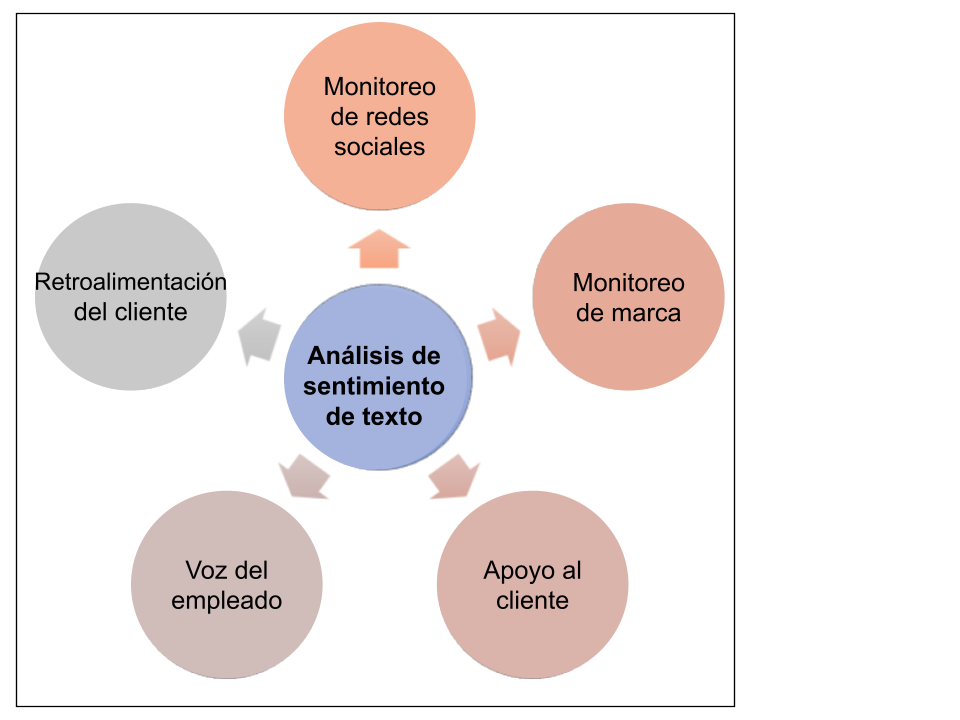 Monitoreo
de redes
sociales
Retroalimentación
del cliente
Monitoreo
de marca
Análisis de
sentimiento
de texto
Voz del
empleado
Apoyo al
cliente